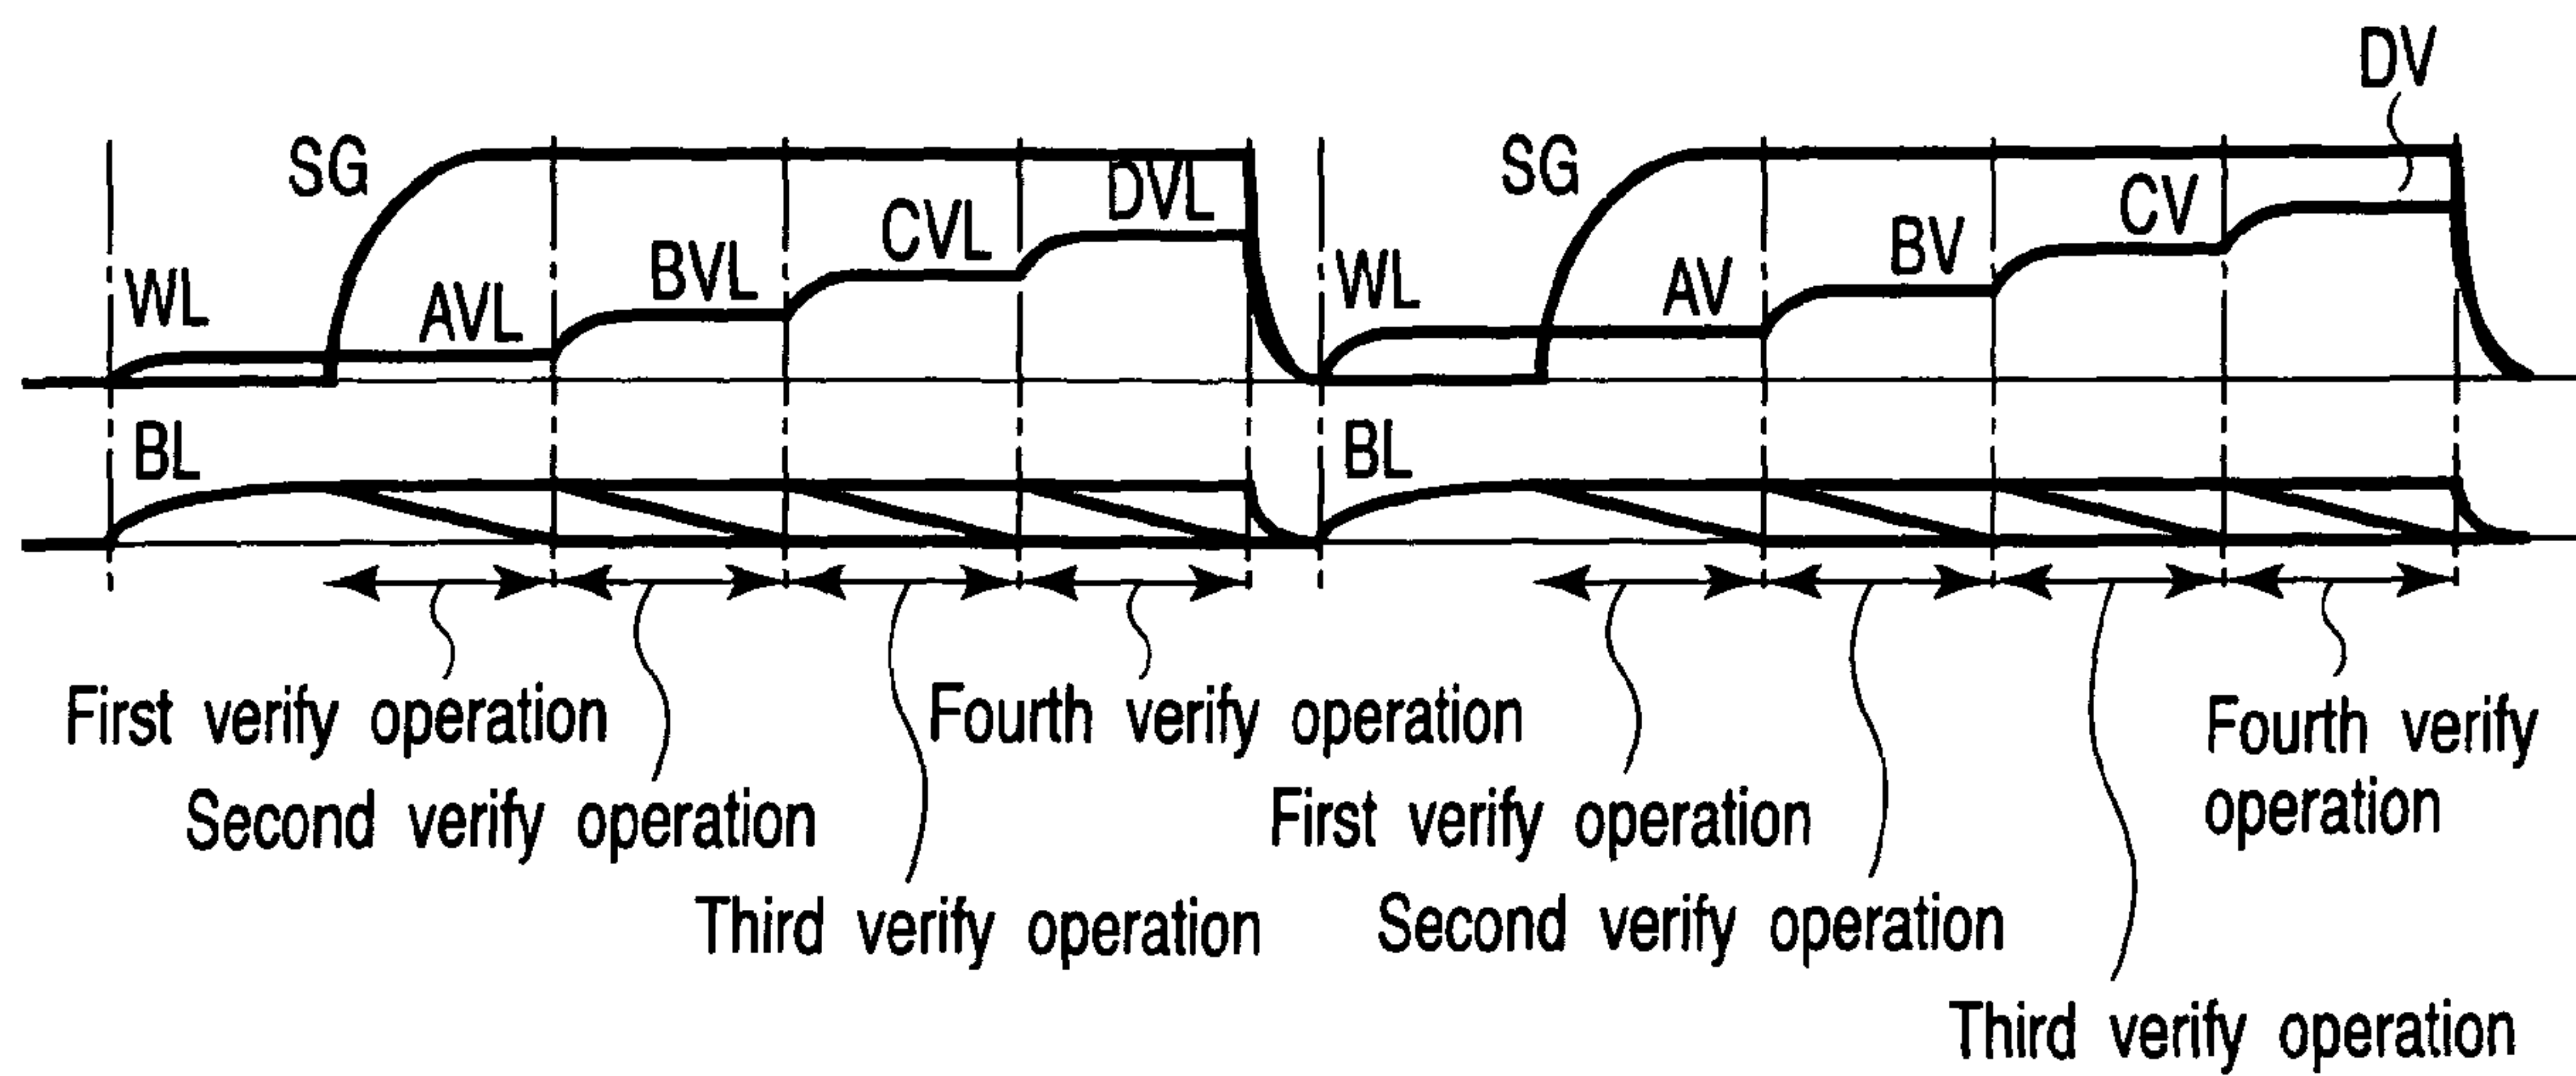 DV
SG
DVL
SG
CV
CVL
BV
BVL
WL
AV
WL
AVL
BL
BL
First verify operation
Fourth verify operation
Fourth verify
operation
Second verify operation
First verify operation
Third verify operation
Second verify operation
Third verify operation